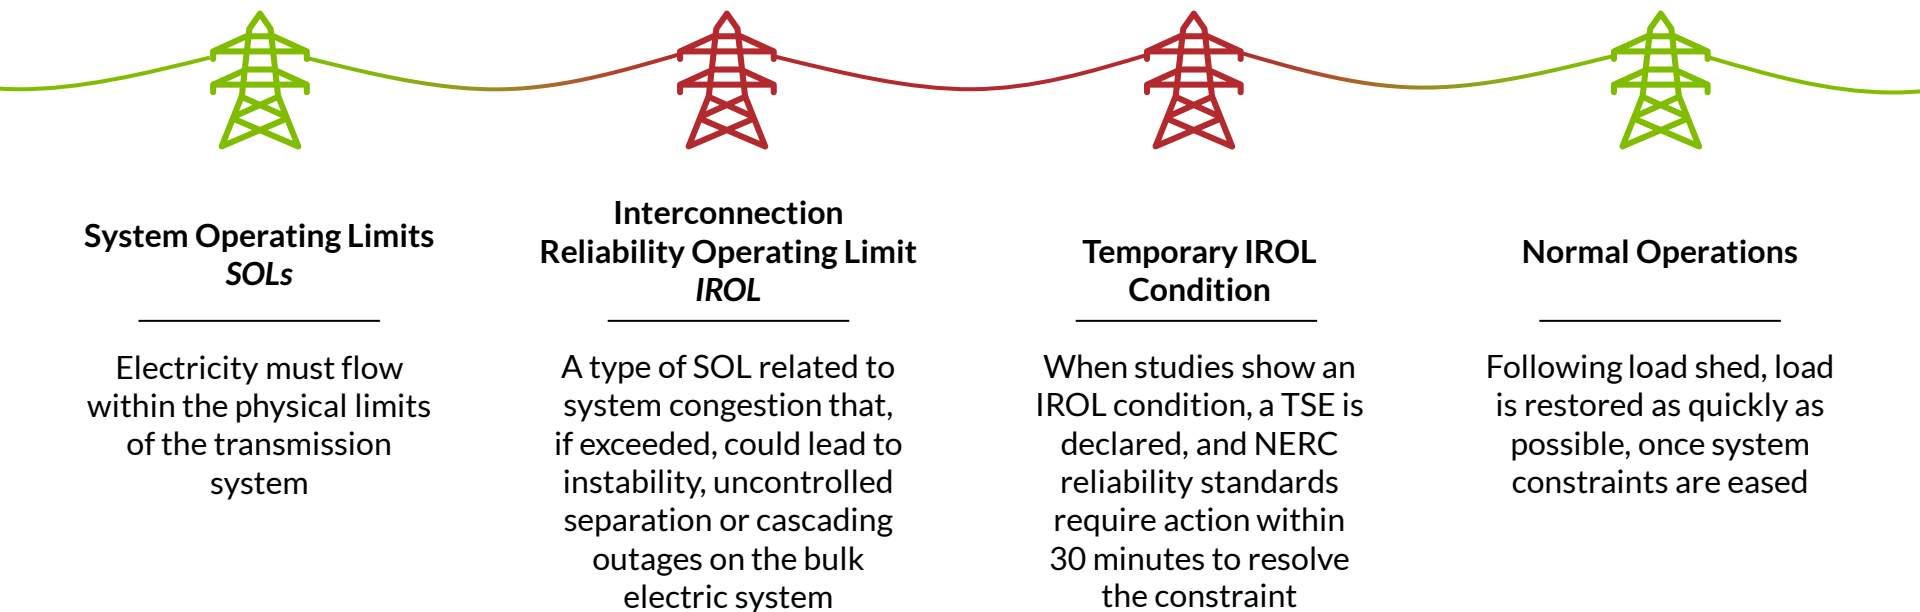 System Operating Limits
SOLs
Electricity must flow
within the physical limits
of the transmission
system
Interconnection
Reliability Operating Limit
IROL
A type of SOL related to
system congestion that,
if exceeded, could lead to
instability, uncontrolled
separation or cascading
outages on the bulk
electric system
Temporary IROL
Condition
When studies show an
IROL condition, a TSE is
declared, and NERC
reliability standards
require action within
30 minutes to resolve
the constraint
Normal Operations
Following load shed, load
is restored as quickly as
possible, once system
constraints are eased